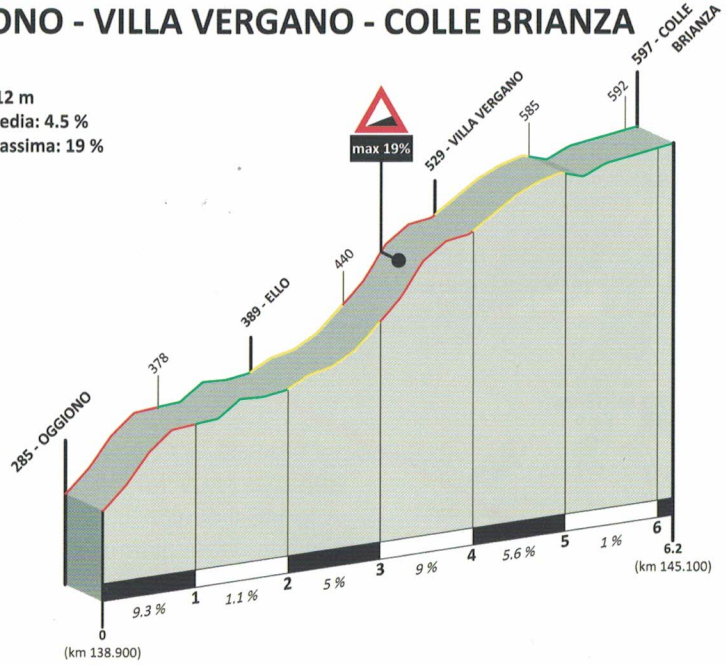 ONO - VILLA VERGANO - COLLE BRIANZA
12 m
edia: 4.5 %
assima: 19 %
max 19%
285 - OGGIONO
378
389 - ELLO
440
529 - VILLA VERGANO
585
592
597 - COLLE
BRIANZA
9.3 %
1.1 %
5 %
9 %
5.6 %
1 %
0
1
2
3
4
5
6
6.2
(km 138.900)
(km 145.100)